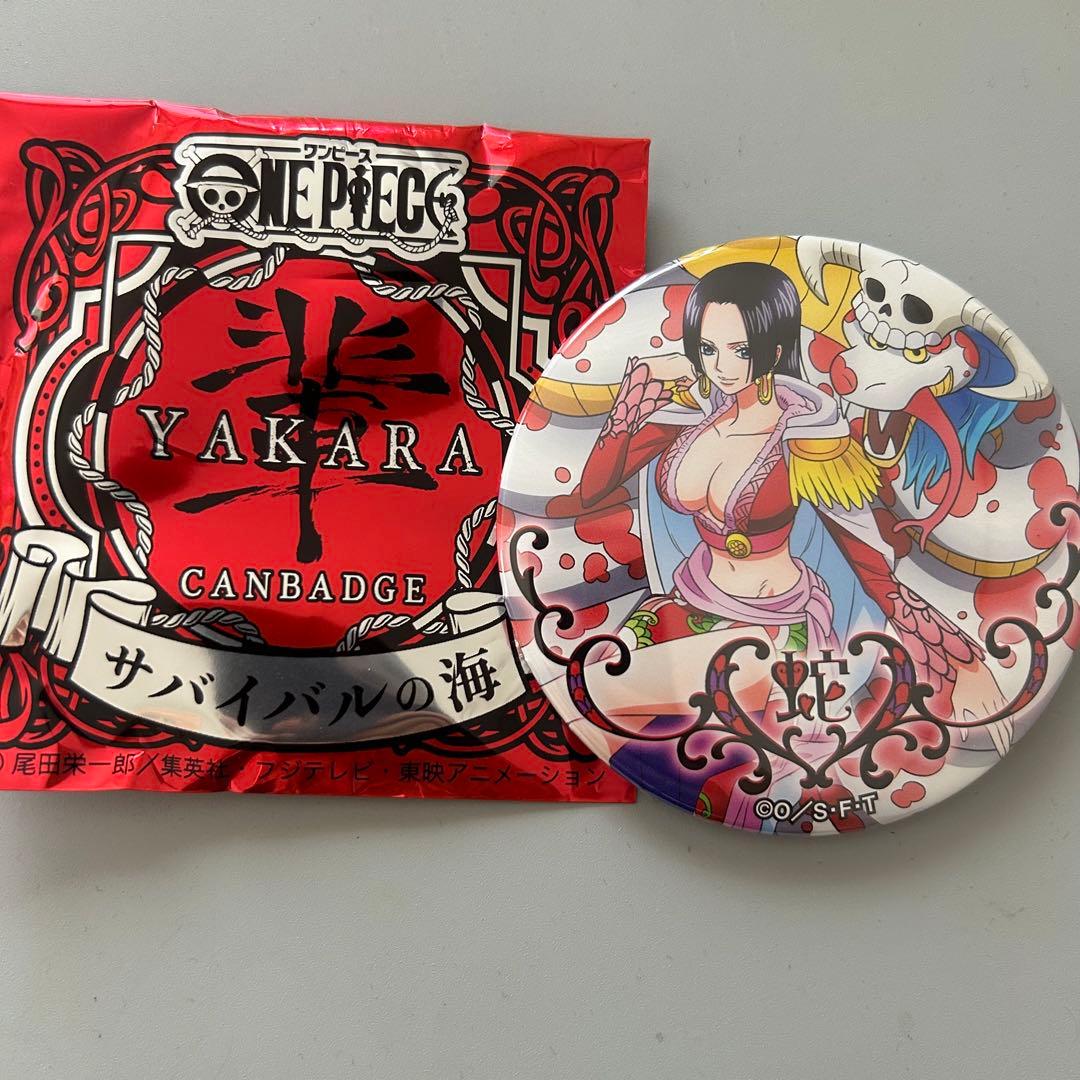 ワンピース
ONE PIECE
輩
YAKARA
CANBADGE
サバイバルの海
尾田栄一郎／集英社・フジテレビ・東映アニメーション
蛇
©O/S・F・T